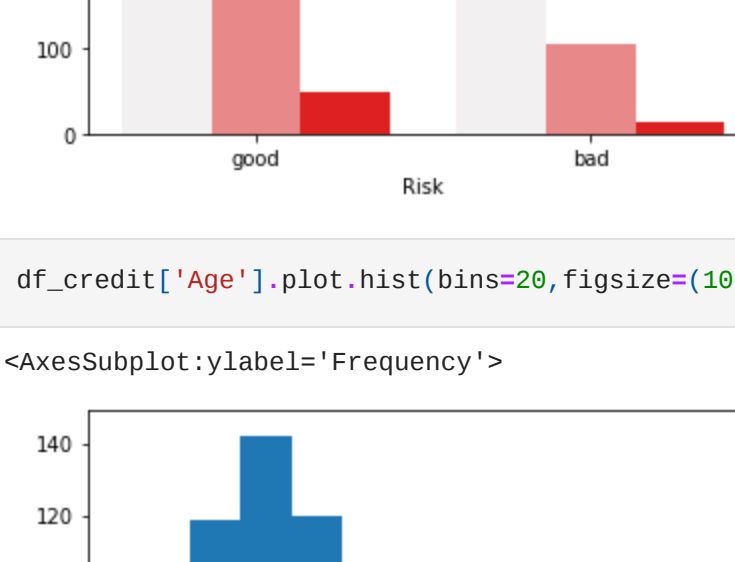 100
0
good bad
Risk
df_credit['Age'].plot.hist(bins=20,figsize=(10
<AxesSubplot:ylabel='Frequency'>
140
120